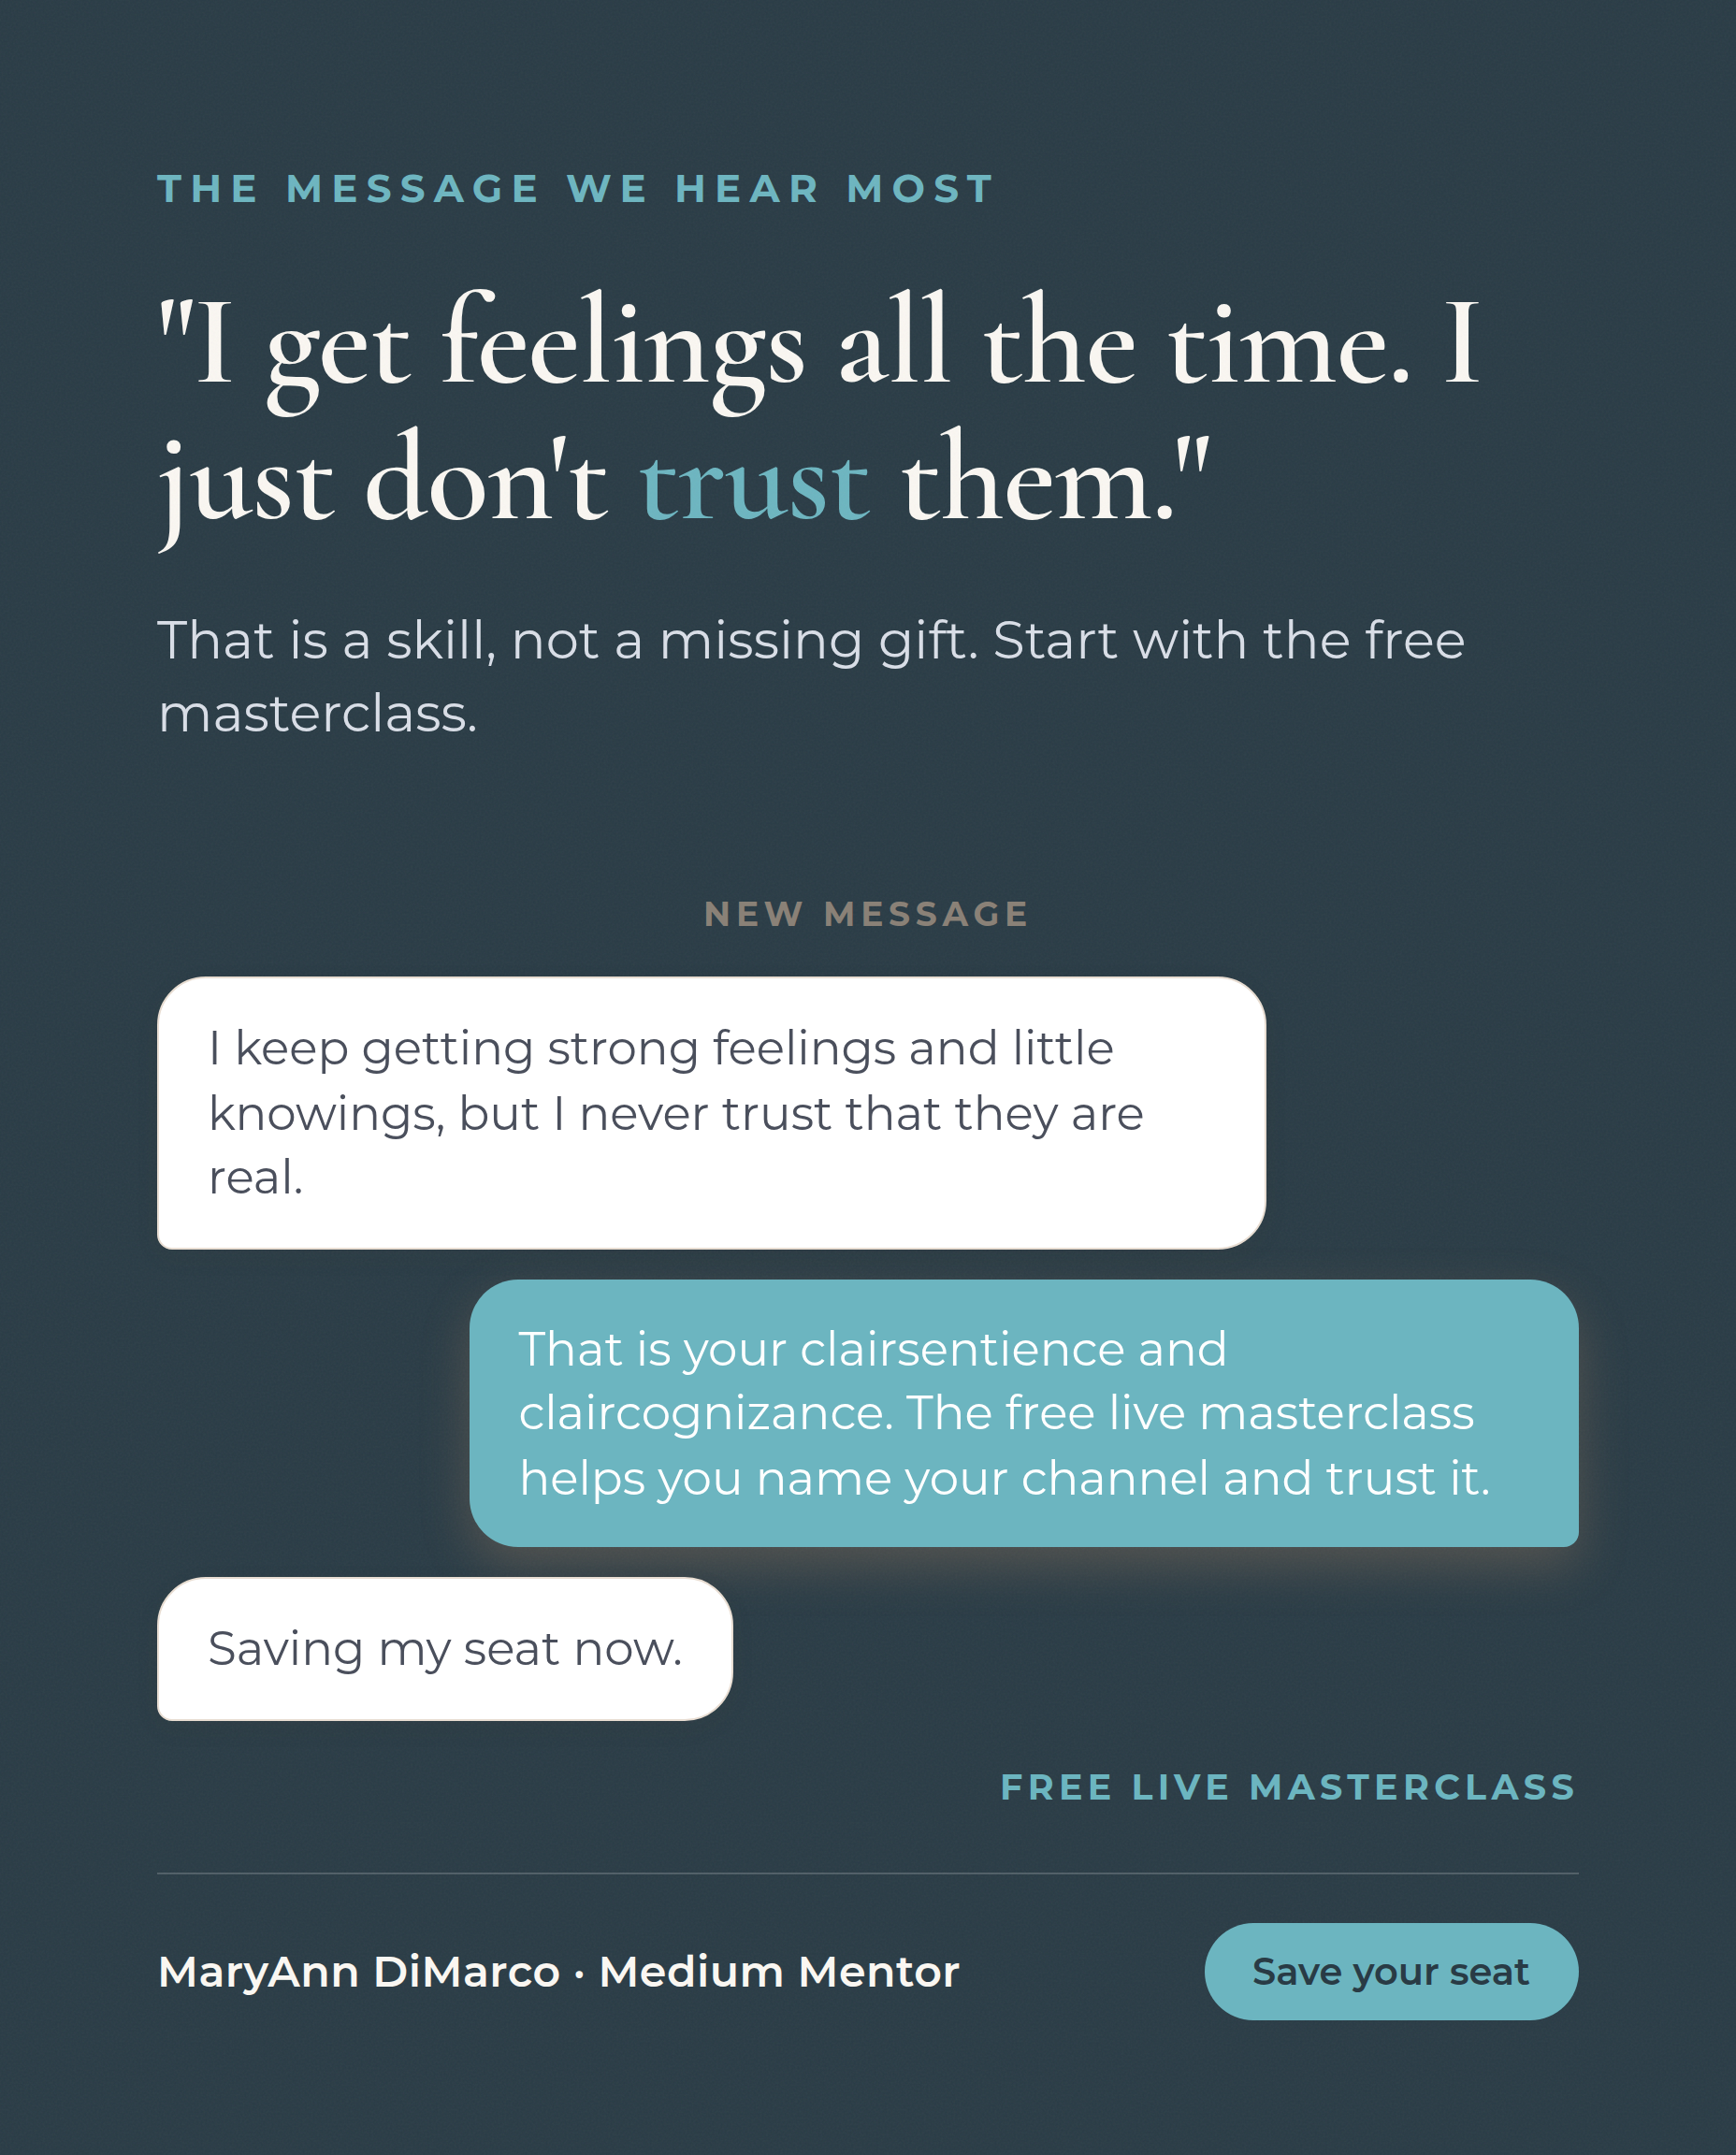 THE MESSAGE WE HEAR MOST
"I get feelings all the time. I
just don't trust them."
That is a skill, not a missing gift. Start with the free
masterclass.
NEW MESSAGE
I keep getting strong feelings and little
knowings, but I never trust that they are
real.
That is your clairsentience and
claircognizance. The free live masterclass
helps you name your channel and trust it.
Saving my seat now.
FREE LIVE MASTERCLASS
MaryAnn DiMarco · Medium Mentor
Save your seat